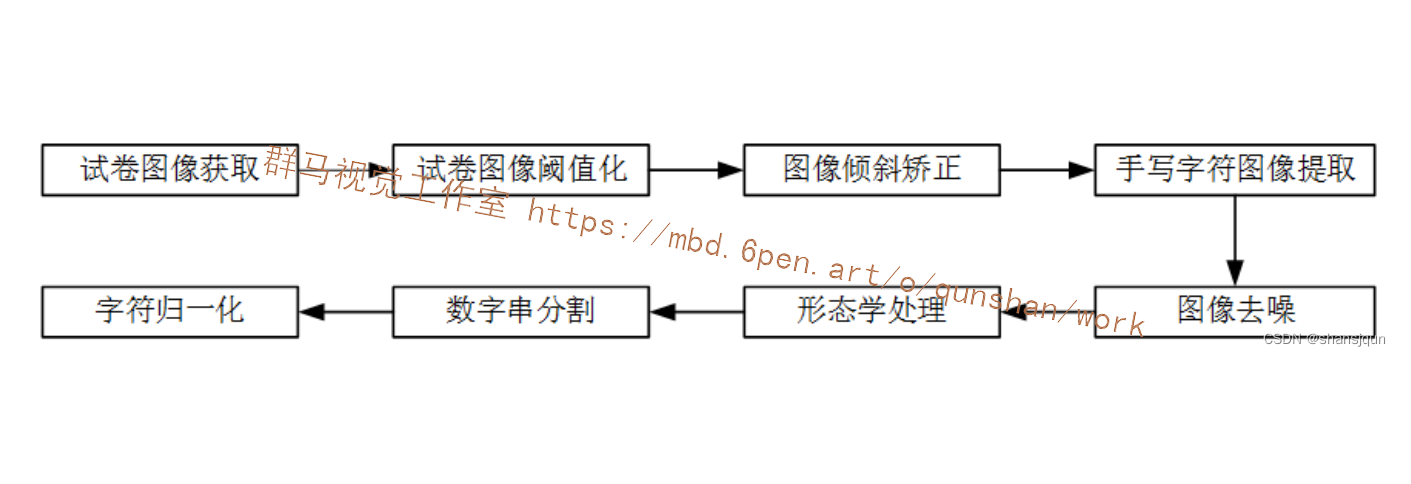 试卷图像获取
试卷图像阈值化
图像倾斜矫正
手写字符图像提取
群马视觉工作室 https://mbd.6pen.art/o/qunshan/work
图像去噪
形态学处理
数字串分割
字符归一化
CSDN @shansjqun